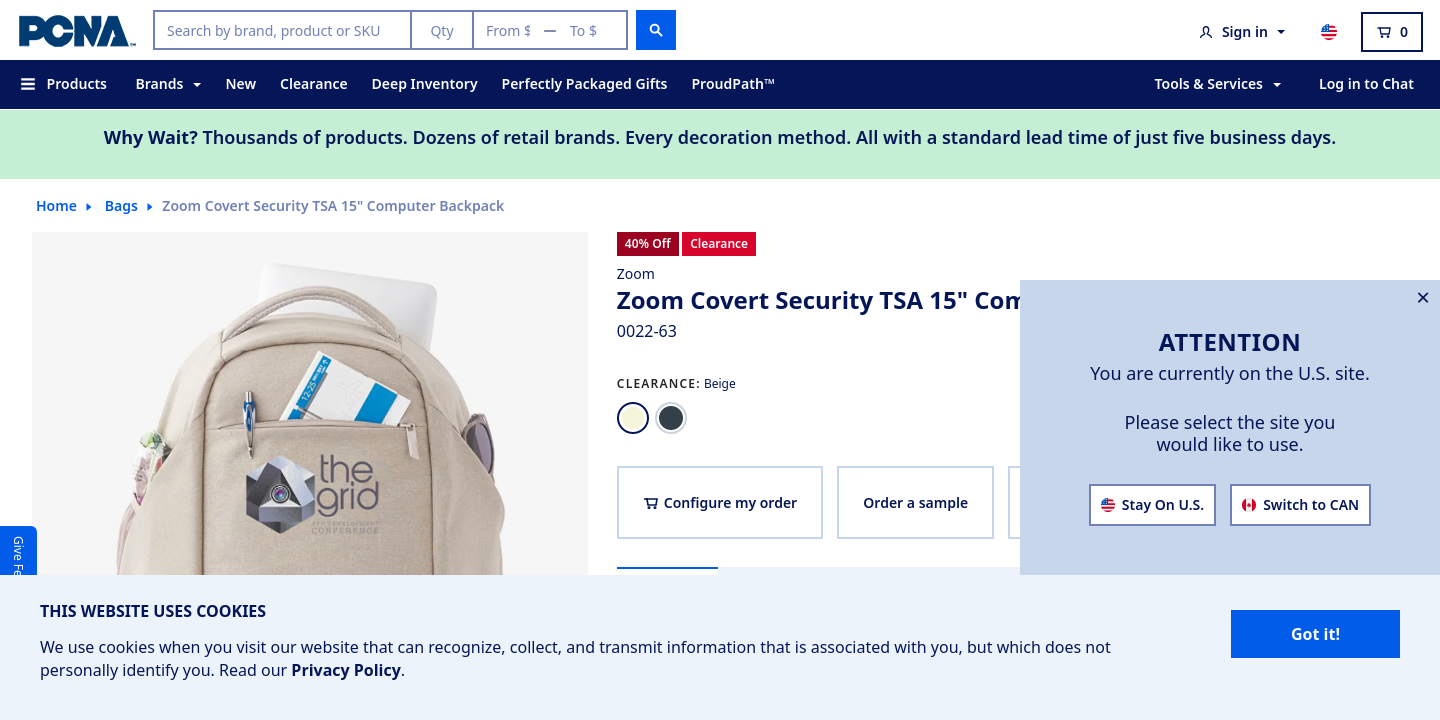 PCNA
Search by brand, product or SKU
Qty
From $ — To $
Sign in
0
Products
Brands
New
Clearance
Deep Inventory
Perfectly Packaged Gifts
ProudPath™
Tools & Services
Log in to Chat
Why Wait? Thousands of products. Dozens of retail brands. Every decoration method. All with a standard lead time of just five business days.
Home
Bags
Zoom Covert Security TSA 15" Computer Backpack
40% Off
Clearance
Zoom
Zoom Covert Security TSA 15"
0022-63
CLEARANCE: Beige
Configure my order
Order a sample
12-25
the
grid
APP DEVELOPMENT
CONFERENCE
Give
ATTENTION
You are currently on the U.S. site.
Please select the site you
would like to use.
Stay On U.S.
Switch to CAN
THIS WEBSITE USES COOKIES
We use cookies when you visit our website that can recognize, collect, and transmit information that is associated with you, but which does not
personally identify you. Read our Privacy Policy.
Got it!